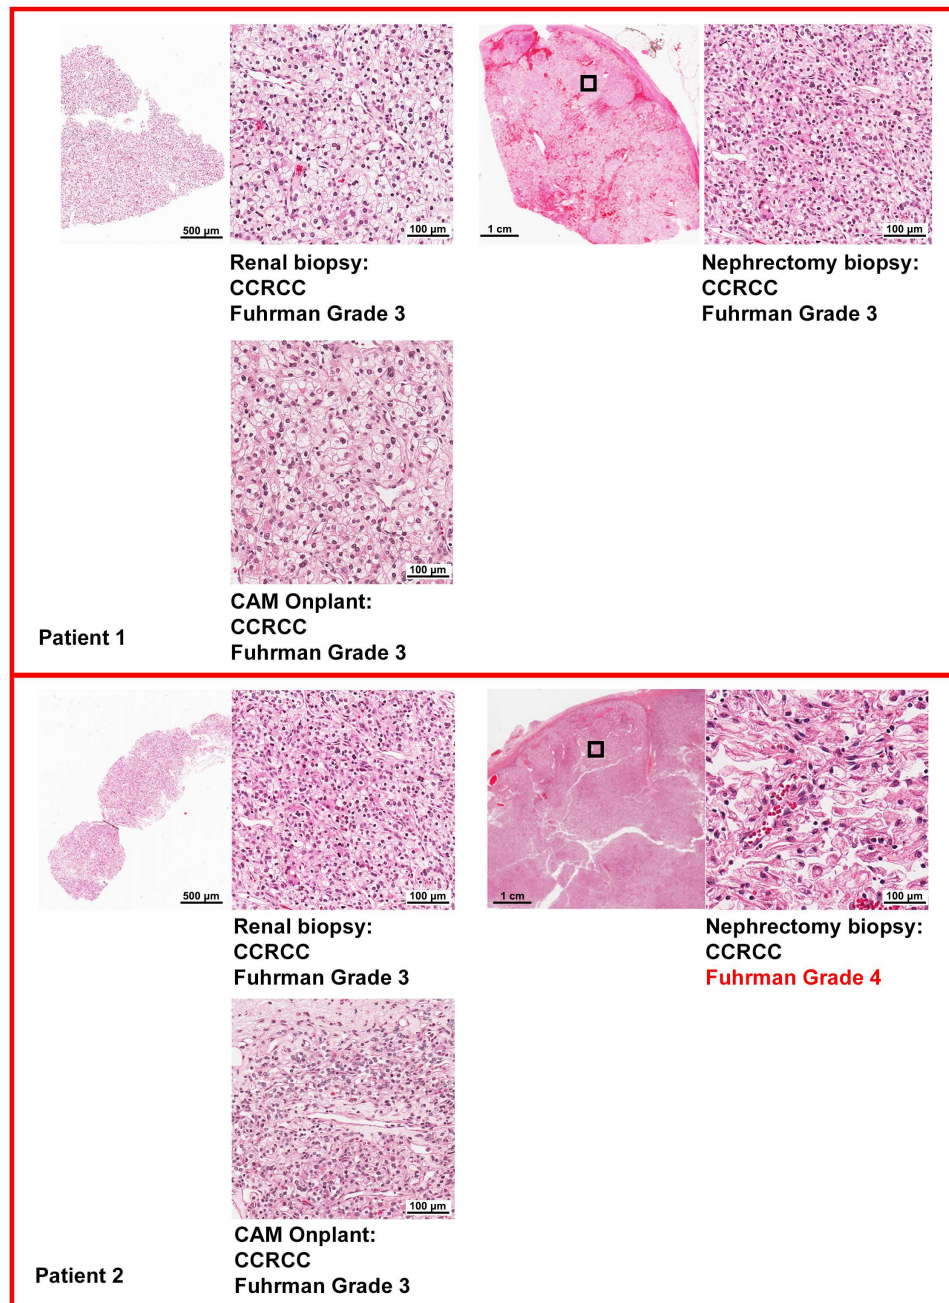 500 µm
100 µm
1 cm
100 µm
Renal biopsy:
CCRCC
Fuhrman Grade 3
Nephrectomy biopsy:
CCRCC
Fuhrman Grade 3
100 µm
CAM Onplant:
CCRCC
Fuhrman Grade 3
Patient 1
500 µm
100 µm
1 cm
100 µm
Renal biopsy:
CCRCC
Fuhrman Grade 3
Nephrectomy biopsy:
CCRCC
Fuhrman Grade 4
100 µm
CAM Onplant:
CCRCC
Fuhrman Grade 3
Patient 2